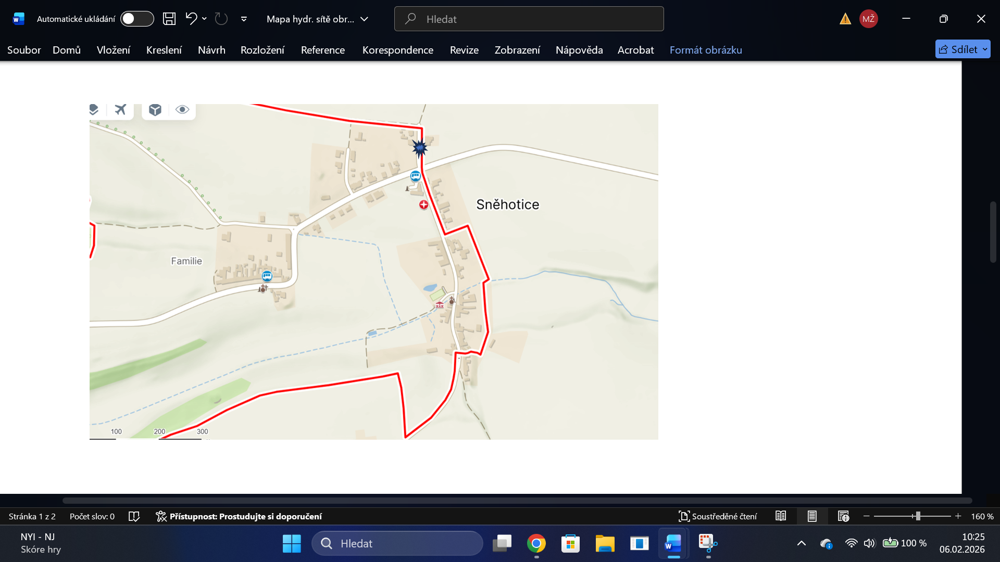 Automatické ukládání
Mapa hydr. sítě obr...
Hledat
MŽ
Soubor Domů Vložení Kreslení Návrh Rozložení Reference Korespondence Revize Zobrazení Nápověda Acrobat Formát obrázku
Sdílet
Sněhotice
Familie
100 200 300
Stránka 1 z 2 Počet slov: 0 Přístupnost: Prostudujte si doporučení
Soustředěné čtení
160 %
NYI - NJ
Skóre hry
Hledat
100 %
10:25
06.02.2026